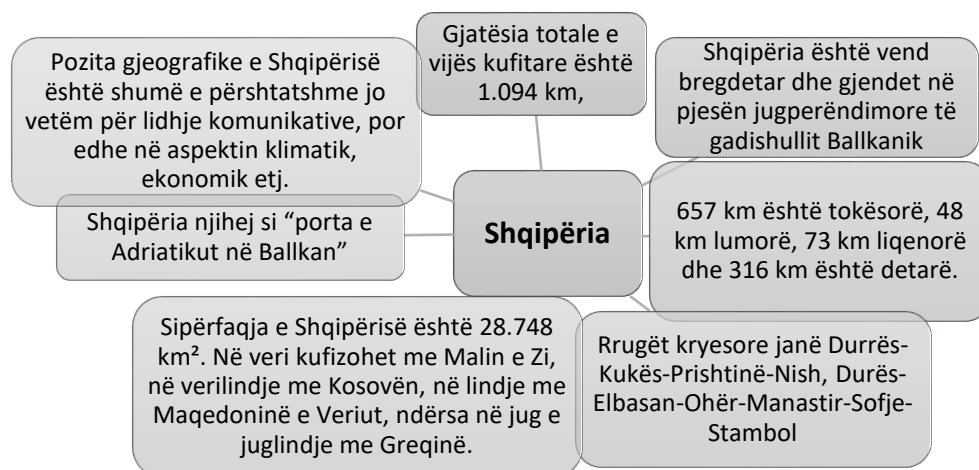 Gjatësia totale e
vijës kufitare është
1.094 km,
Pozita gjeografike e Shqipërisë
është shumë e përshtatshme jo
vetëm për lidhje komunikative, por
edhe në aspektin klimatik,
ekonomik etj.
Shqipëria është vend
bregdetar dhe gjendet në
pjesën jugperëndimore të
gadishullit Ballkanik
Shqipëria njihej si “porta e
Adriatikut në Ballkan”
Shqipëria
657 km është tokësorë, 48
km lumorë, 73 km liqenorë
dhe 316 km është detarë.
Sipërfaqja e Shqipërisë është 28.748
km². Në veri kufizohet me Malin e Zi,
në verilindje me Kosovën, në lindje me
Maqedoninë e Veriut, ndërsa në jug e
juglindje me Greqinë.
Rrugët kryesore janë Durrës-
Kukës-Prishtinë-Nish, Durës-
Elbasan-Ohër-Manastir-Sofje-
Stambol